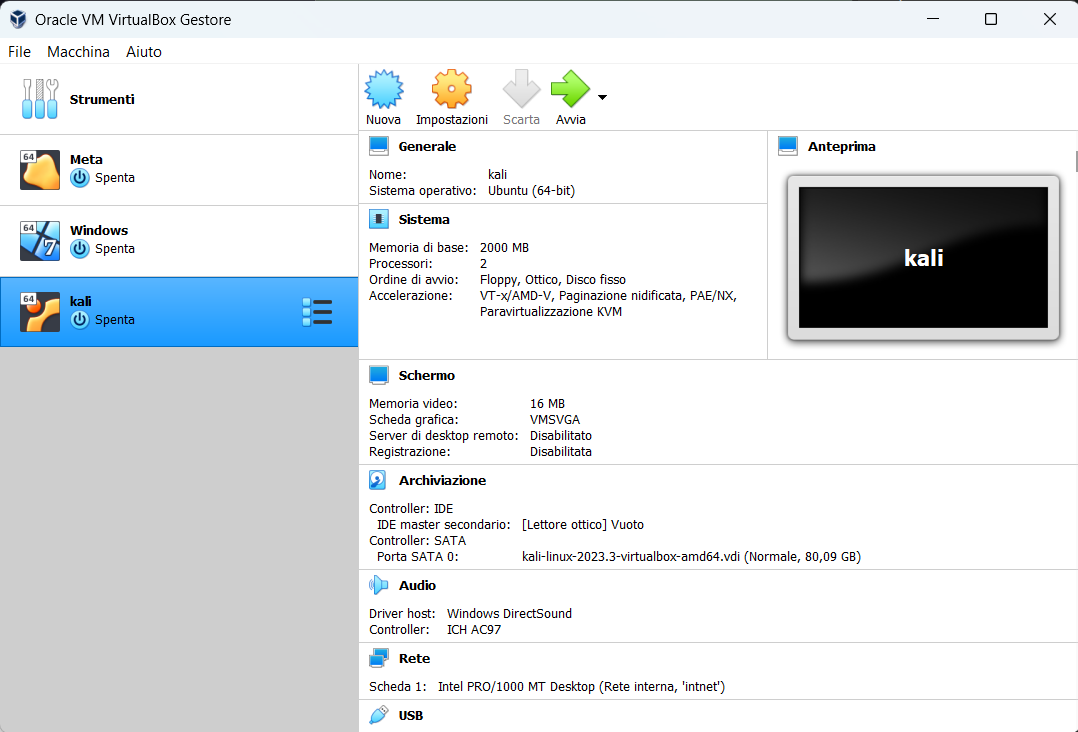 Oracle VM VirtualBox Gestore
File Macchina Aiuto
Strumenti
64
Meta
Spenta
64
7
Windows
Spenta
64
kali
Spenta
Nuova Impostazioni Scarta Avvia
Generale
Nome: kali
Sistema operativo: Ubuntu (64-bit)
Sistema
Memoria di base: 2000 MB
Processori: 2
Ordine di avvio: Floppy, Ottico, Disco fisso
Accelerazione: VT-x/AMD-V, Paginazione nidificata, PAE/NX,
Paravirtualizzazione KVM
Anteprima
kali
Schermo
Memoria video: 16 MB
Scheda grafica: VMSVGA
Server di desktop remoto: Disabilitato
Registrazione: Disabilitata
Archiviazione
Controller: IDE
IDE master secondario: [Lettore ottico] Vuoto
Controller: SATA
Porta SATA 0: kali-linux-2023.3-virtualbox-amd64.vdi (Normale, 80,09 GB)
Audio
Driver host: Windows DirectSound
Controller: ICH AC97
Rete
Scheda 1: Intel PRO/1000 MT Desktop (Rete interna, 'intnet')
USB